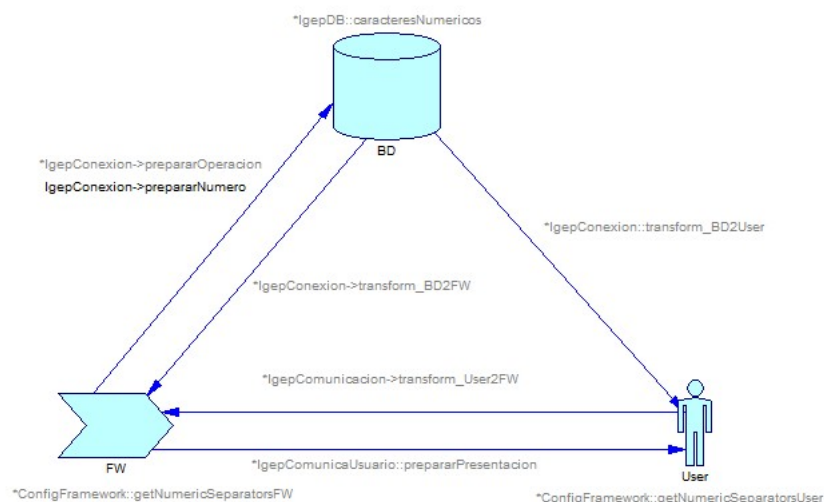 *IgepDB::caracteresNumericos
BD
*IgepConexion->prepararOperacion
IgepConexion->prepararNumero
*IgepConexion::transform_BD2User
*IgepConexion->transform_BD2FW
*IgepComunicacion->transform_User2FW
*IgepComunicaUsuario::prepararPresentacion
FW
User
*ConfigFramework::getNumericSeparatorsFW
*ConfigFramework::getNumericSeparatorsUser